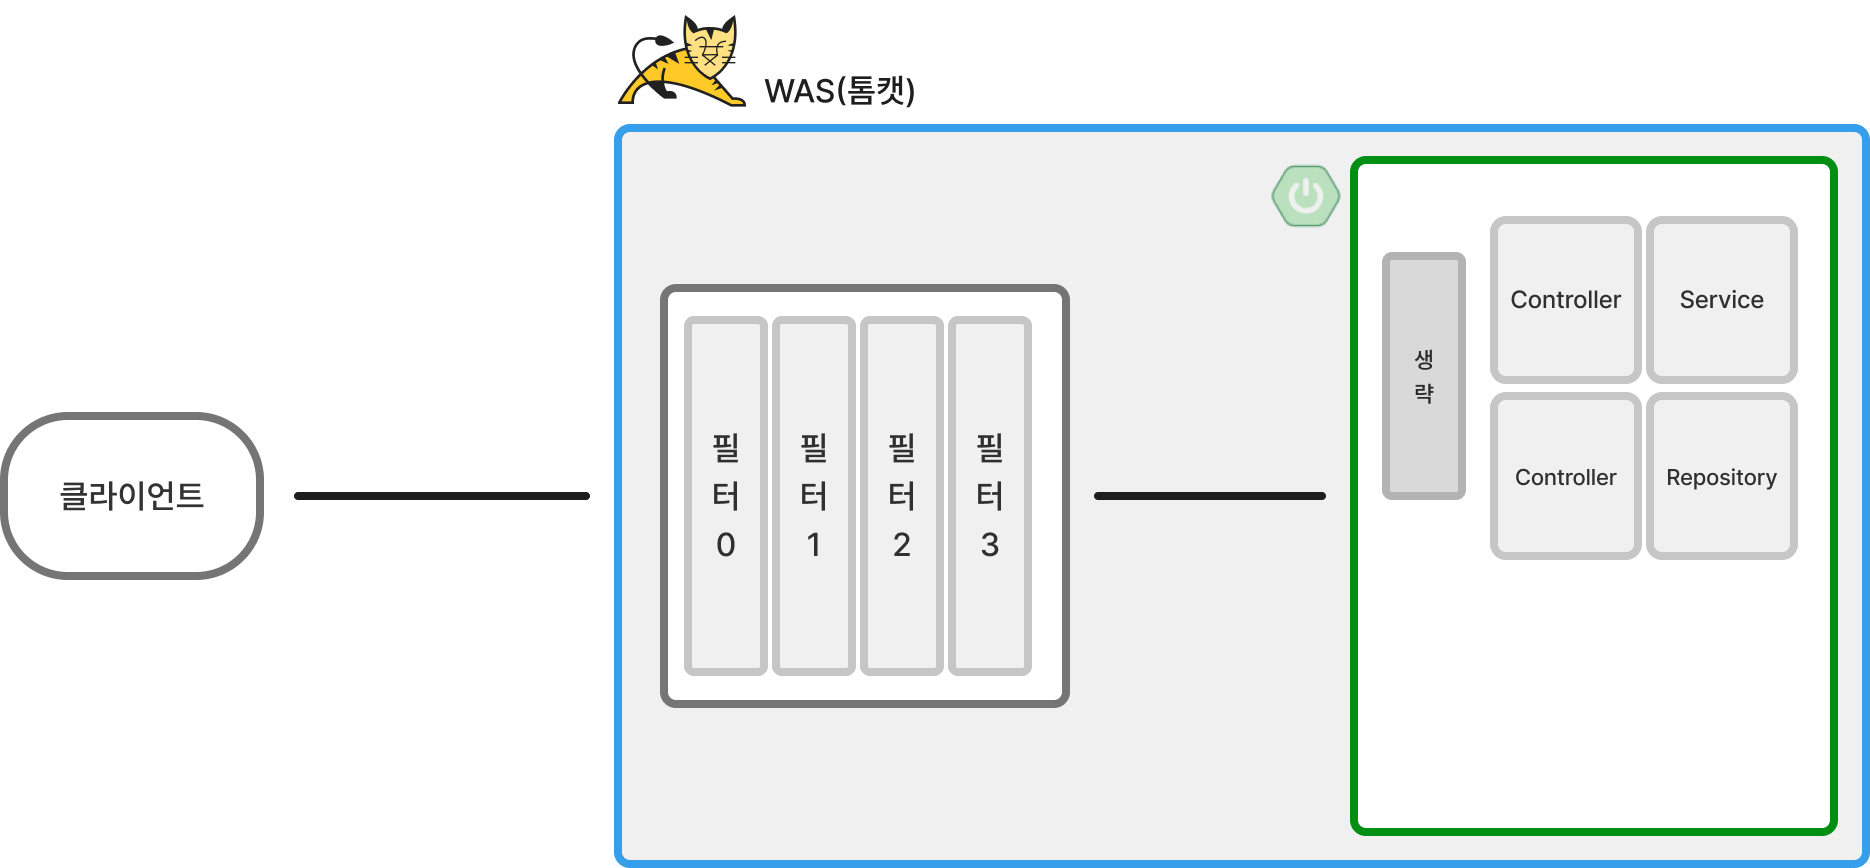 WAS(톰캣)
클라이언트
필
터
0
필
터
1
필
터
2
필
터
3
생
략
Controller
Service
Controller
Repository